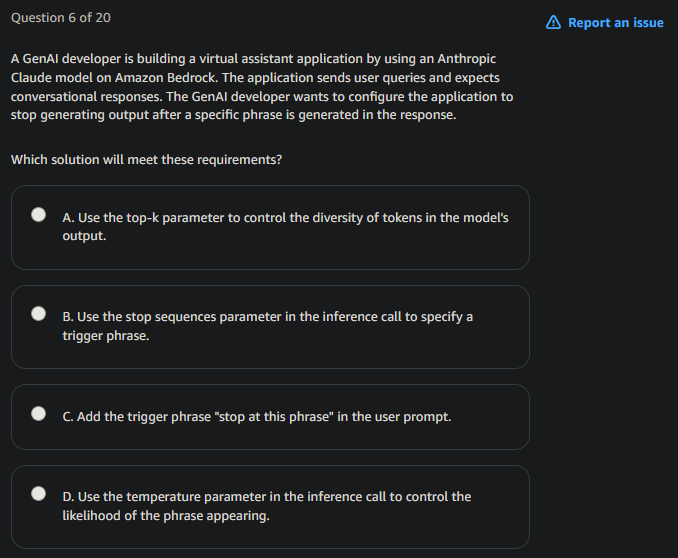 Question 6 of 20
Report an issue
A GenAI developer is building a virtual assistant application by using an Anthropic
Claude model on Amazon Bedrock. The application sends user queries and expects
conversational responses. The GenAI developer wants to configure the application to
stop generating output after a specific phrase is generated in the response.
Which solution will meet these requirements?
A. Use the top-k parameter to control the diversity of tokens in the model's
output.
B. Use the stop sequences parameter in the inference call to specify a
trigger phrase.
C. Add the trigger phrase "stop at this phrase" in the user prompt.
D. Use the temperature parameter in the inference call to control the
likelihood of the phrase appearing.